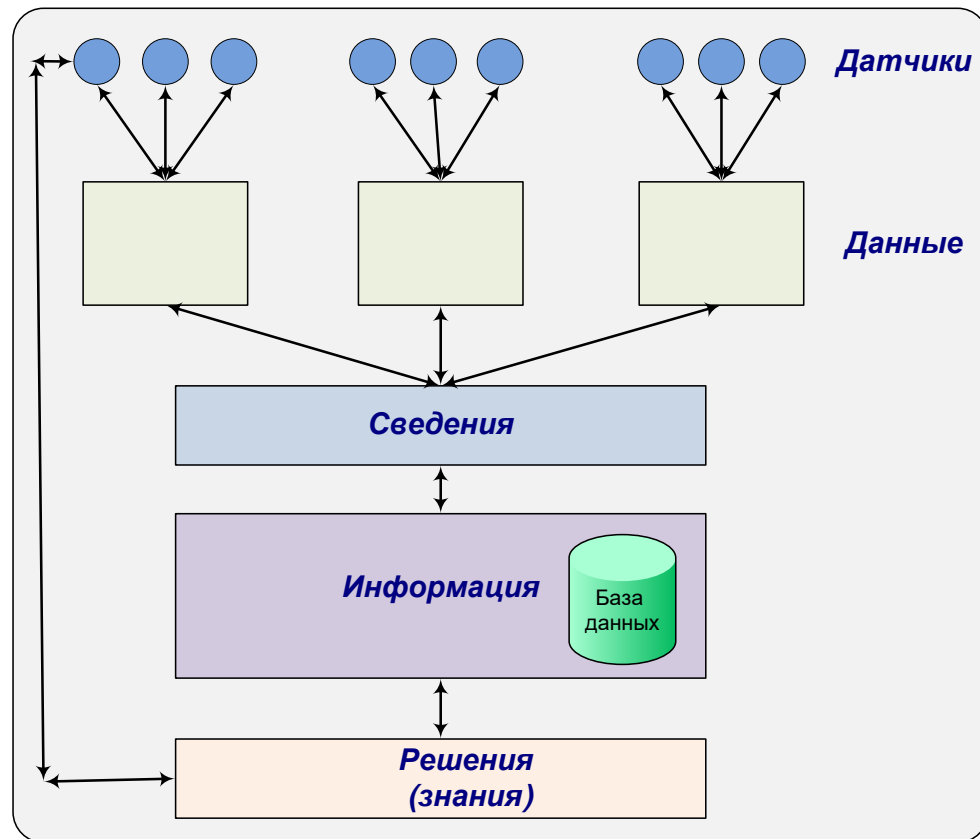 Датчики
Данные
Сведения
Информация
База
данных
Решения
(знания)